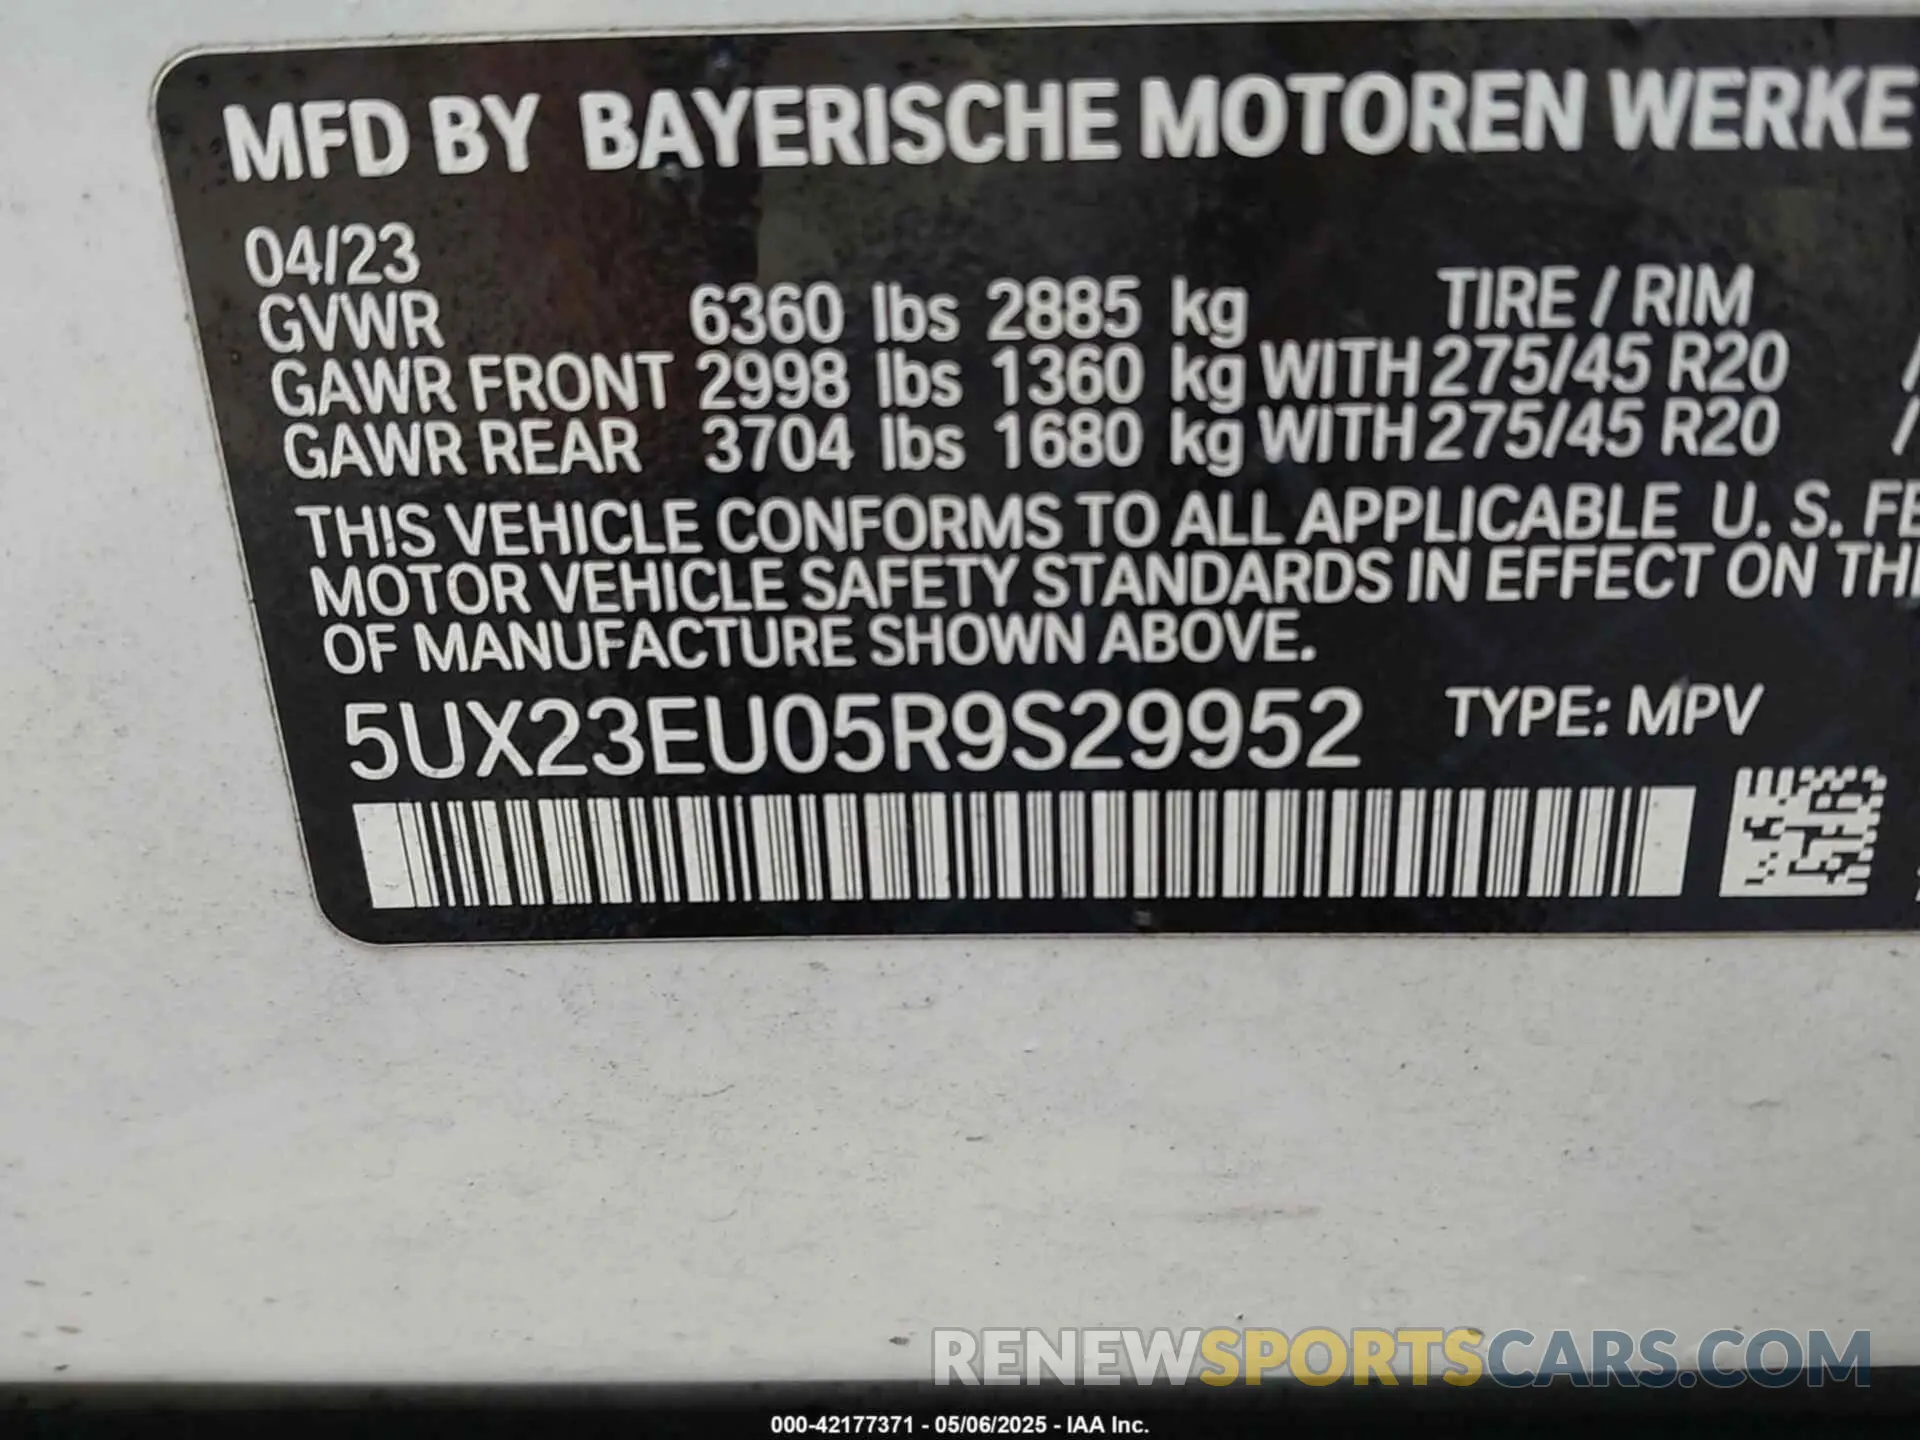 MFD BY BAYERISCHE MOTOREN WERKE
04/23
GVWR 6360 lbs 2885 kg TIRE / RIM
GAWR FRONT 2998 lbs 1360 kg WITH 275/45 R20 /
GAWR REAR 3704 lbs 1680 kg WITH 275/45 R20 /
THIS VEHICLE CONFORMS TO ALL APPLICABLE U. S. FE
MOTOR VEHICLE SAFETY STANDARDS IN EFFECT ON TH
OF MANUFACTURE SHOWN ABOVE.
5UX23EU05R9S29952 TYPE: MPV
RENEWSPORTSCARS.COM
000-42177371 - 05/06/2025 - IAA Inc.